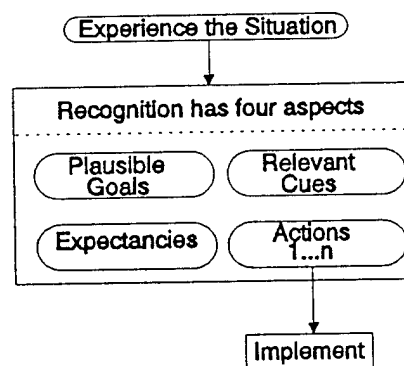 Experience the Situation
Recognition has four aspects
Plausible
Goals
Relevant
Cues
Expectancies
Actions
1...n
Implement